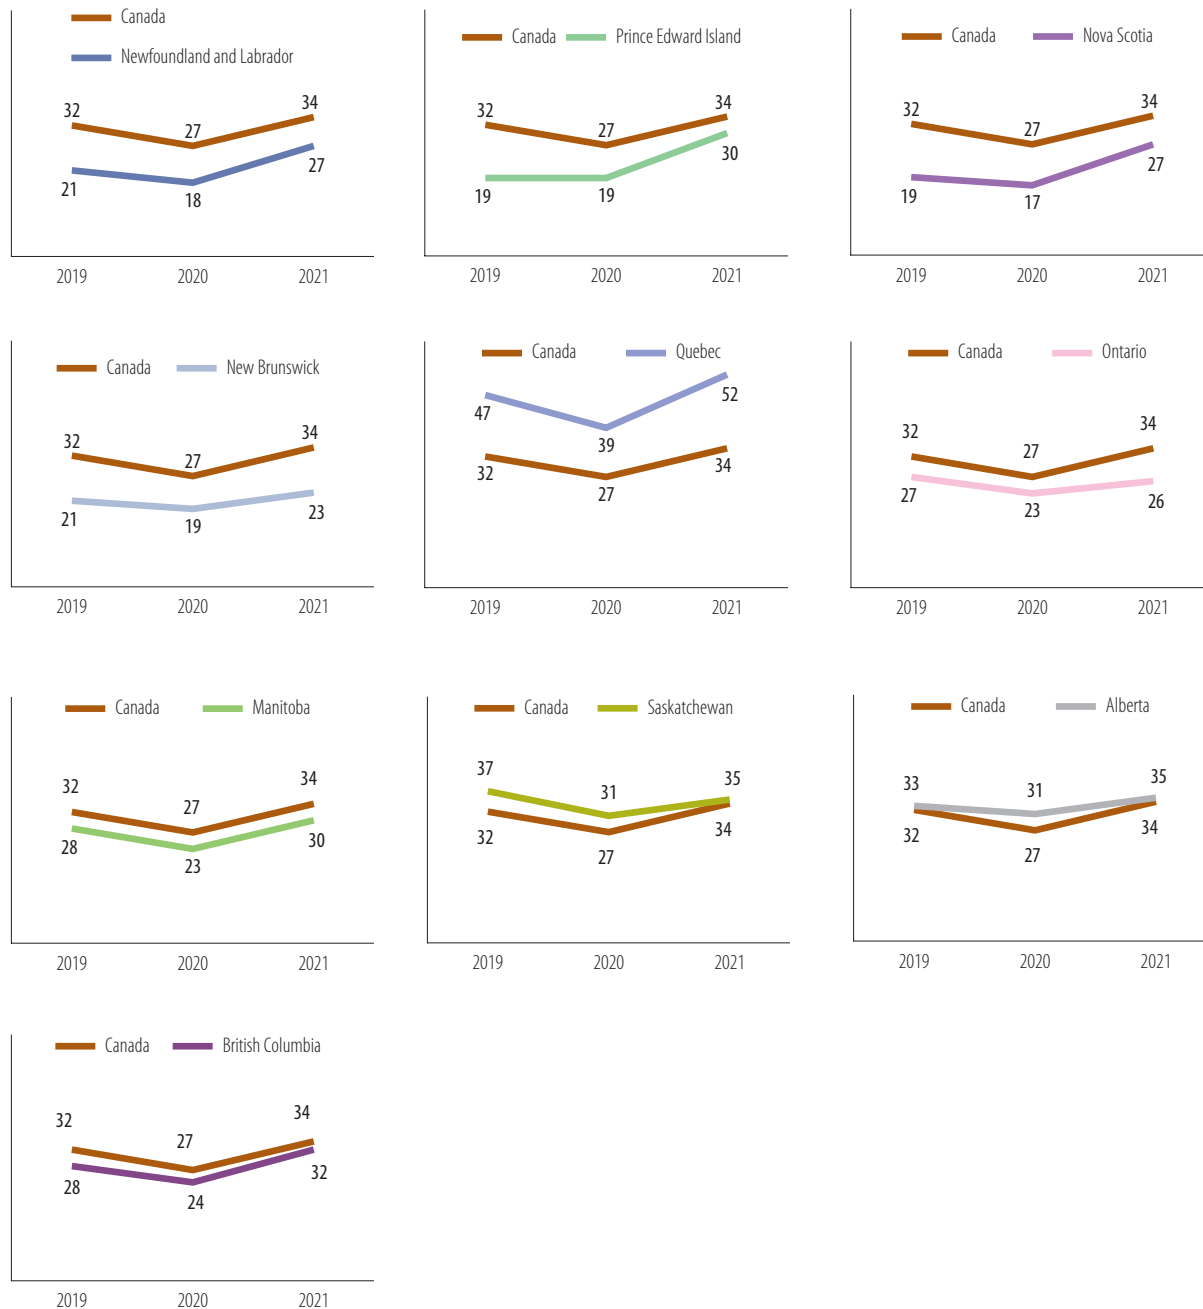 Canada
Newfoundland and Labrador
32 27 34
21 18 27
2019 2020 2021
Canada Prince Edward Island
32 27 34
19 19 30
2019 2020 2021
Canada Nova Scotia
32 27 34
19 17 27
2019 2020 2021
Canada New Brunswick
32 27 34
21 19 23
2019 2020 2021
Canada Quebec
47 39 52
32 27 34
2019 2020 2021
Canada Ontario
32 27 34
27 23 26
2019 2020 2021
Canada Manitoba
32 27 34
28 23 30
2019 2020 2021
Canada Saskatchewan
37 31 35
32 27 34
2019 2020 2021
Canada Alberta
33 31 35
32 27 34
2019 2020 2021
Canada British Columbia
32 27 34
28 24 32
2019 2020 2021